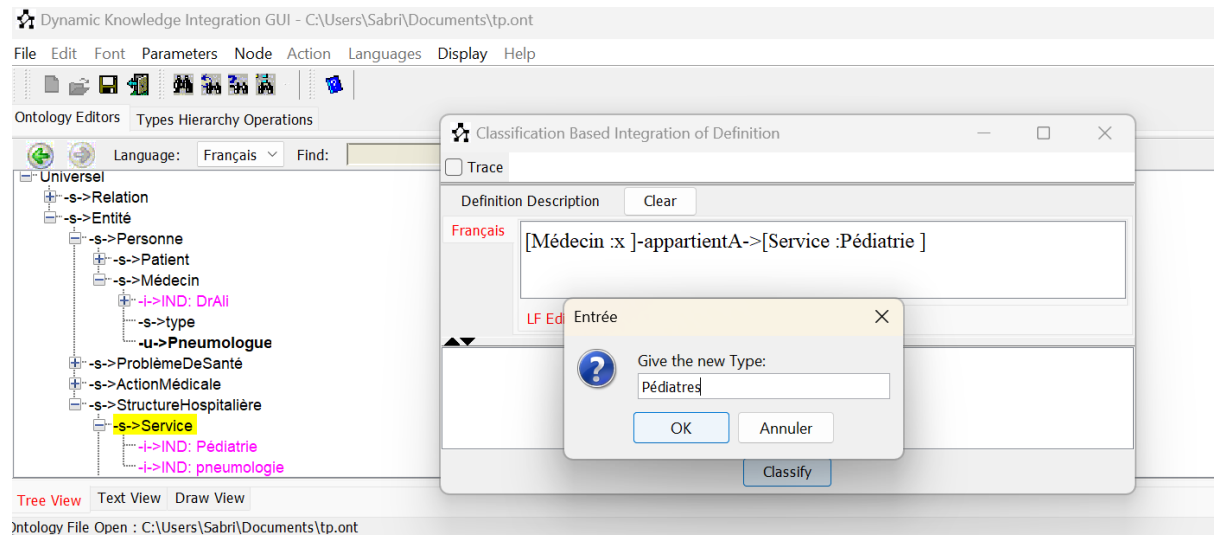 Dynamic Knowledge Integration GUI - C:\Users\Sabri\Documents\tp.ont
File Edit Font Parameters Node Action Languages Display Help
Ontology Editors Types Hierarchy Operations
Language: Français Find:
Universel
-s->Relation
-s->Entité
-s->Personne
-s->Patient
-s->Médecin
-i->IND: DrAli
-s->type
-u->Pneumologue
-s->ProblèmeDeSanté
-s->ActionMédicale
-s->StructureHospitalière
-s->Service
-i->IND: Pédiatrie
-i->IND: pneumologie
Tree View Text View Draw View
Ontology File Open : C:\Users\Sabri\Documents\tp.ont
Classification Based Integration of Definition
Trace
Definition Description Clear
Français
[Médecin :x ]-appartientA->[Service :Pédiatrie ]
LF Ed
Entrée
Give the new Type:
Pédiatres
OK Annuler
Classify